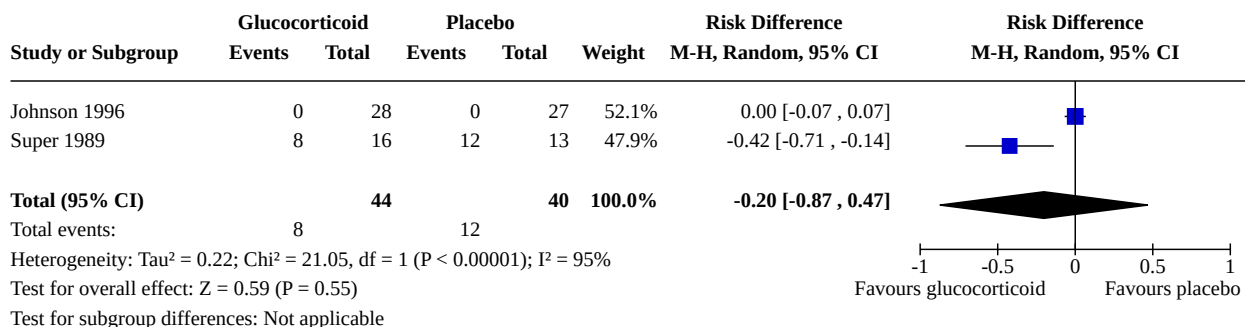 Glucocorticoid Placebo Risk Difference Risk Difference
Study or Subgroup Events Total Events Total Weight M-H, Random, 95% CI M-H, Random, 95% CI
Johnson 1996 0 28 0 27 52.1% 0.00 [-0.07 , 0.07]
Super 1989 8 16 12 13 47.9% -0.42 [-0.71 , -0.14]
Total (95% CI) 44 40 100.0% -0.20 [-0.87 , 0.47]
Total events: 8 12
Heterogeneity: Tau² = 0.22; Chi² = 21.05, df = 1 (P < 0.00001); I² = 95%
-1 -0.5 0 0.5 1
Test for overall effect: Z = 0.59 (P = 0.55) Favours glucocorticoid Favours placebo
Test for subgroup differences: Not applicable